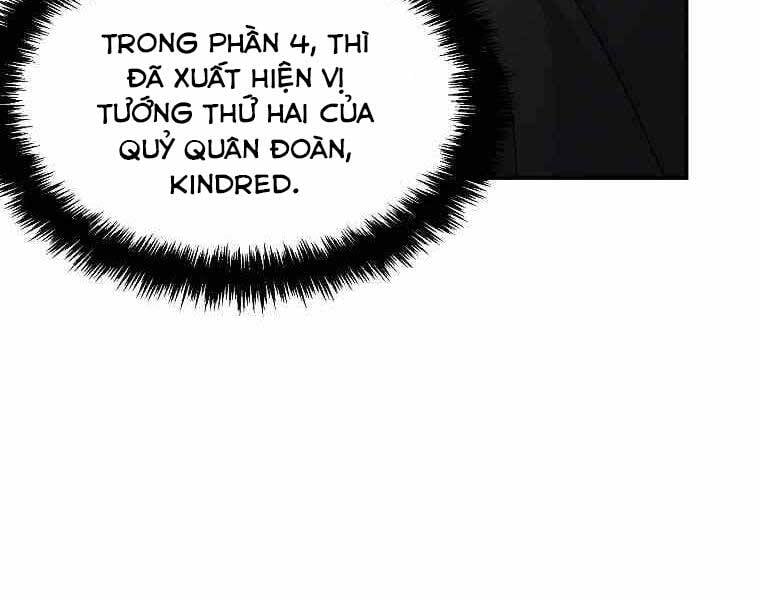 TRONG PHẦN 4, THÌ
ĐÃ XUẤT HIỆN VỊ
TƯỚNG THỨ HAI CỦA
QUỶ QUÂN ĐOÀN,
KINDRED.